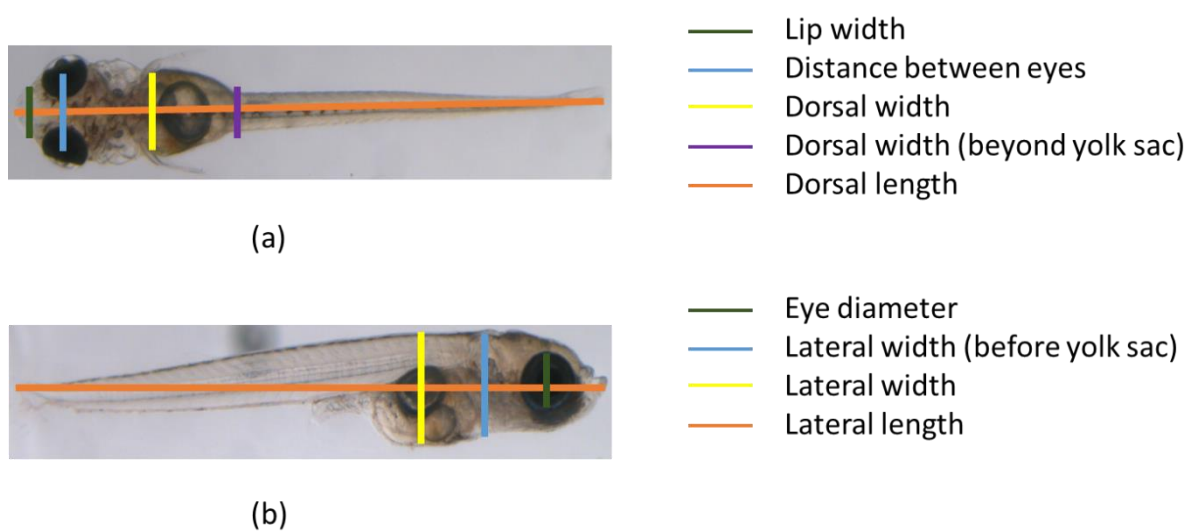 Lip width
Distance between eyes
Dorsal width
Dorsal width (beyond yolk sac)
Dorsal length
(a)
Eye diameter
Lateral width (before yolk sac)
Lateral width
Lateral length
(b)